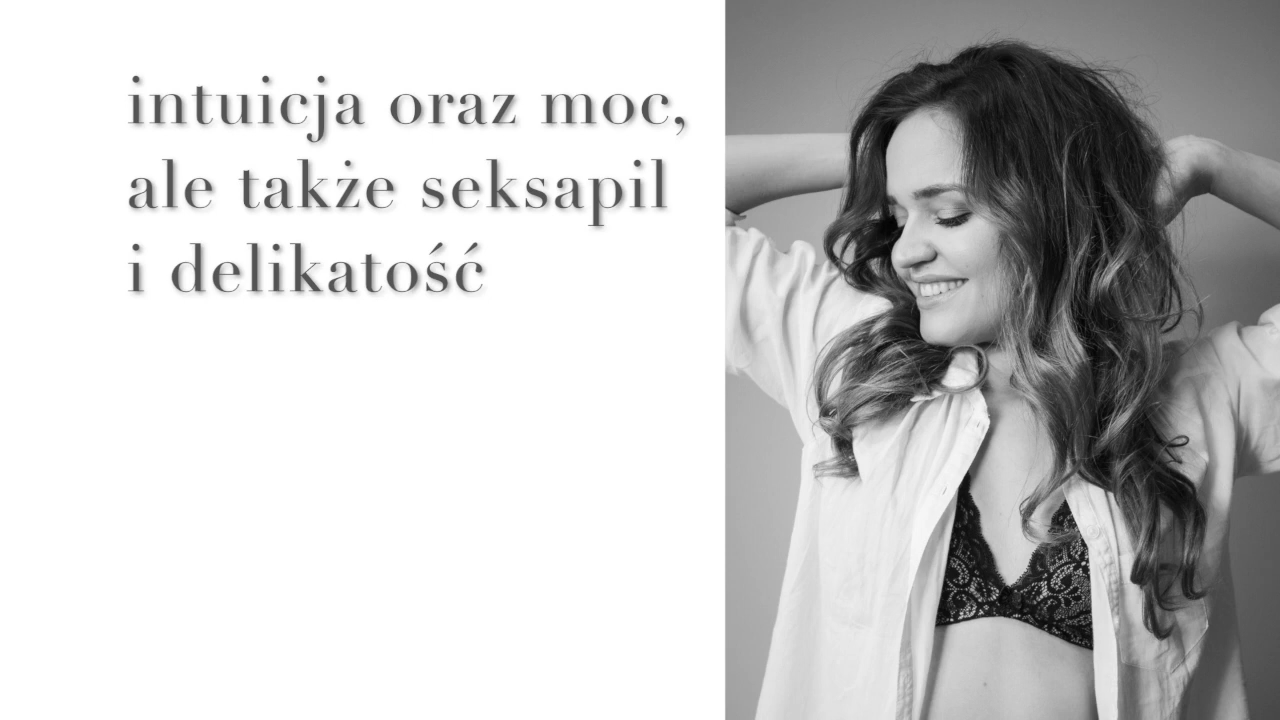 intuicja oraz moc,
ale także seksapil
i delikatość